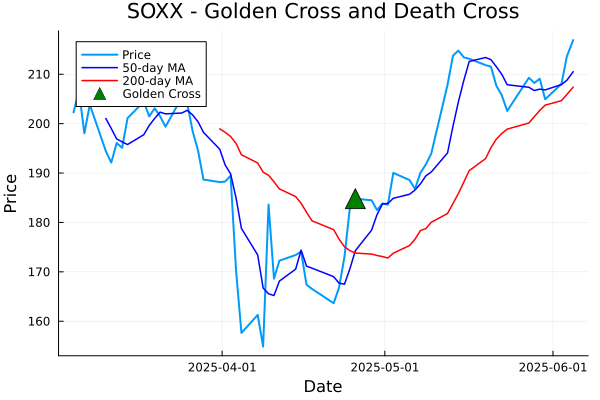 SOXX - Golden Cross and Death Cross
Price
50-day MA
200-day MA
Golden Cross
210
200
190
180
170
160
Price
2025-04-01
2025-05-01
2025-06-01
Date